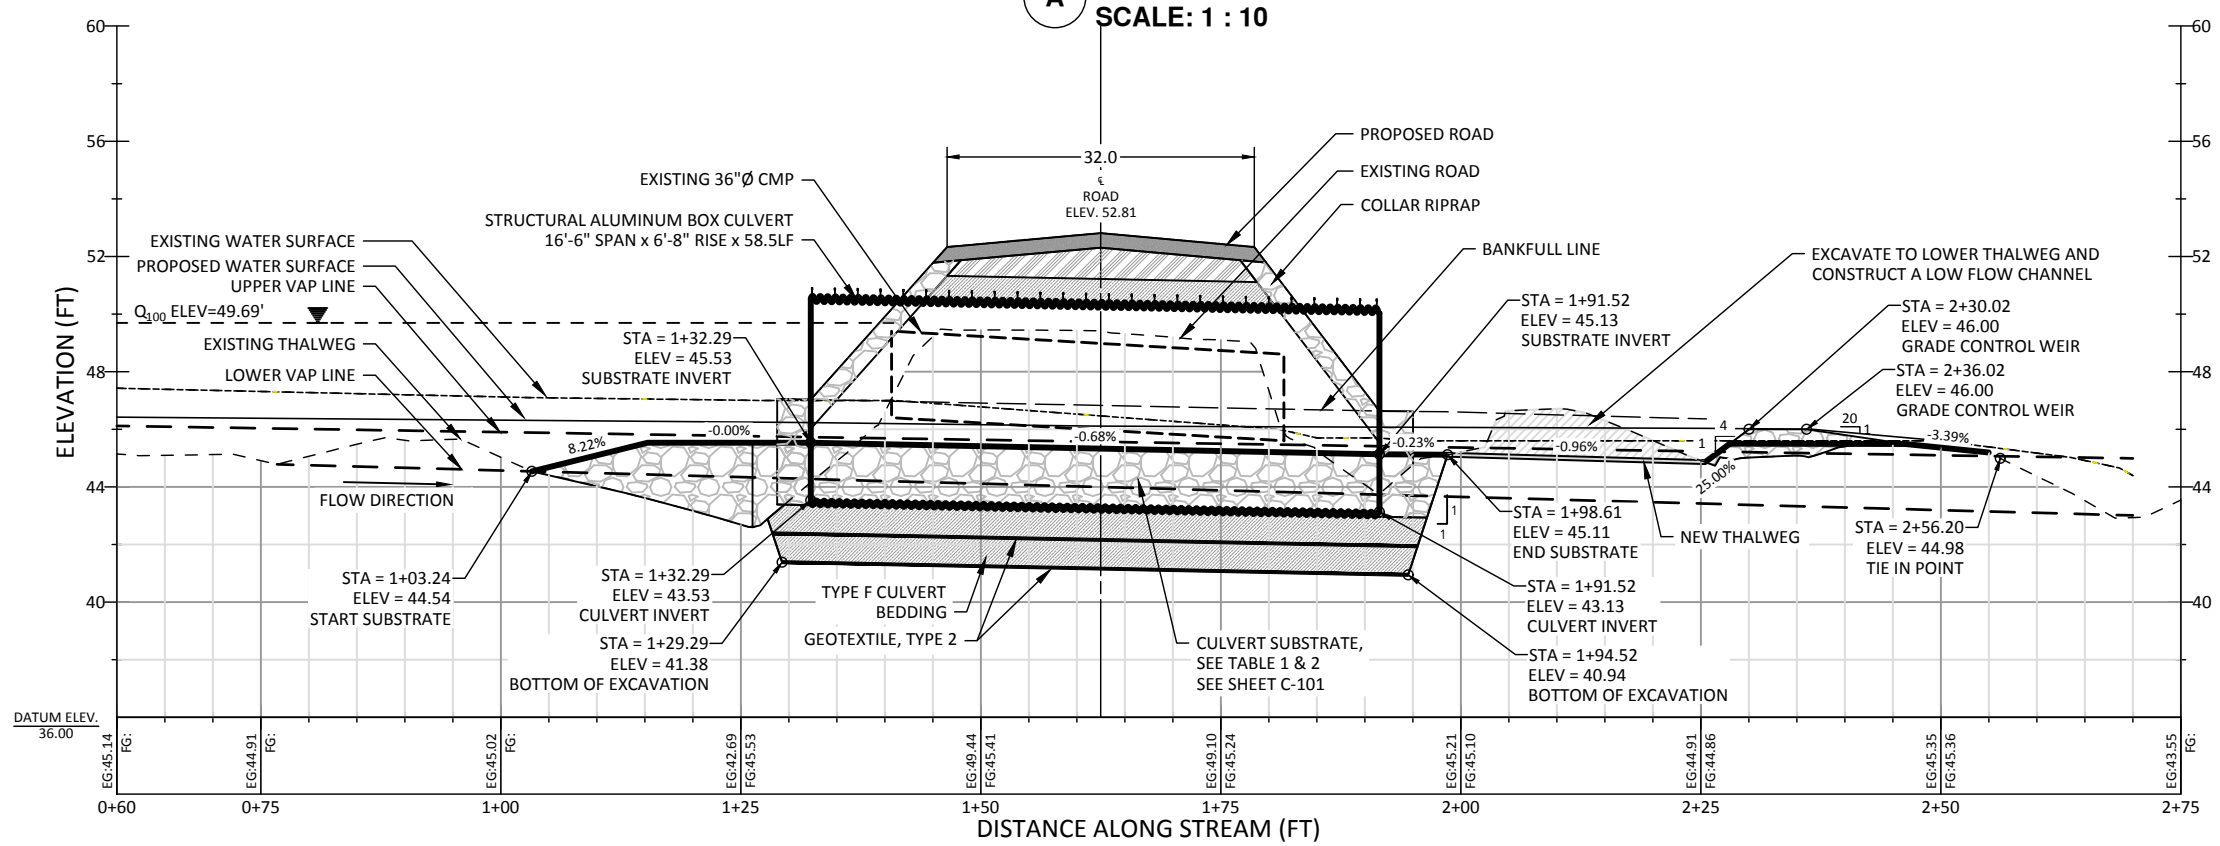 A
SCALE: 1 : 10
60
56
52
48
44
40
ELEVATION (FT)
60
56
52
48
44
40
32.0
℄
ROAD
ELEV. 52.81
PROPOSED ROAD
EXISTING ROAD
COLLAR RIPRAP
BANKFULL LINE
EXISTING 36"Ø CMP
STRUCTURAL ALUMINUM BOX CULVERT
16'-6" SPAN x 6'-8" RISE x 58.5LF
EXISTING WATER SURFACE
PROPOSED WATER SURFACE
UPPER VAP LINE
Q100 ELEV=49.69'
EXISTING THALWEG
LOWER VAP LINE
FLOW DIRECTION
STA = 1+32.29
ELEV = 45.53
SUBSTRATE INVERT
STA = 1+91.52
ELEV = 45.13
SUBSTRATE INVERT
EXCAVATE TO LOWER THALWEG AND
CONSTRUCT A LOW FLOW CHANNEL
STA = 2+30.02
ELEV = 46.00
GRADE CONTROL WEIR
STA = 2+36.02
ELEV = 46.00
GRADE CONTROL WEIR
8.22%
-0.00%
-0.68%
-0.23%
-0.96%
25.00%
4
1
20
1
-3.39%
1
1
STA = 1+03.24
ELEV = 44.54
START SUBSTRATE
STA = 1+32.29
ELEV = 43.53
CULVERT INVERT
STA = 1+29.29
ELEV = 41.38
BOTTOM OF EXCAVATION
TYPE F CULVERT
BEDDING
GEOTEXTILE, TYPE 2
CULVERT SUBSTRATE,
SEE TABLE 1 & 2
SEE SHEET C-101
STA = 1+98.61
ELEV = 45.11
END SUBSTRATE
NEW THALWEG
STA = 1+91.52
ELEV = 43.13
CULVERT INVERT
STA = 1+94.52
ELEV = 40.94
BOTTOM OF EXCAVATION
STA = 2+56.20
ELEV = 44.98
TIE IN POINT
DATUM ELEV.
36.00
EG:45.14
FG:
EG:44.91
FG:
EG:45.02
FG:
EG:42.69
FG:45.53
EG:49.44
FG:45.41
EG:49.10
FG:45.24
EG:45.21
FG:45.10
EG:44.91
FG:44.86
EG:45.35
FG:45.36
EG:43.55
FG:
0+60
0+75
1+00
1+25
1+50
1+75
2+00
2+25
2+50
2+75
DISTANCE ALONG STREAM (FT)